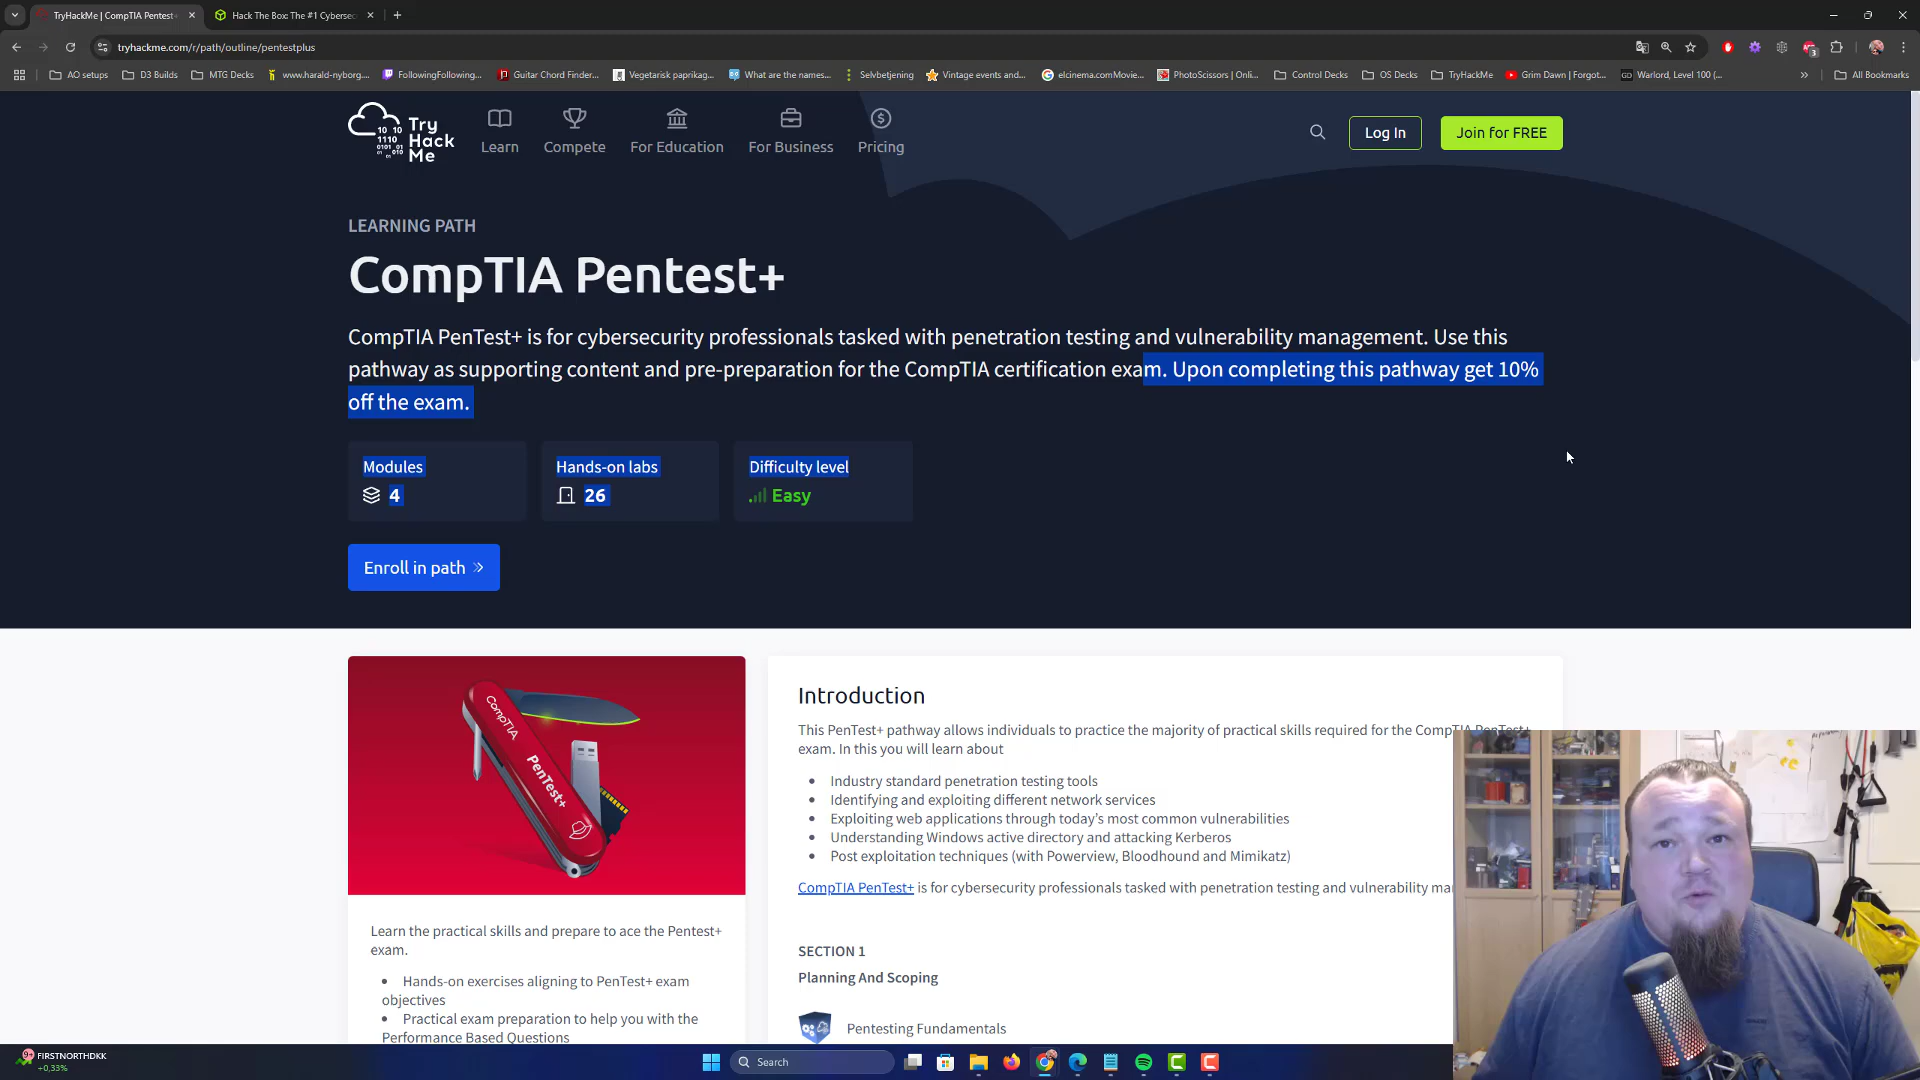 TryHackMe | CompTIA Pentest+
Hack The Box: The #1 Cybersec
tryhackme.com/r/path/outline/pentestplus
AO setups
D3 Builds
MTG Decks
www.harald-nyborg....
FollowingFollowing...
Guitar Chord Finder...
Vegetarisk paprikag...
What are the names...
Selvbetjening
Vintage events and...
elcinema.comMovie...
PhotoScissors | Onli...
Control Decks
OS Decks
TryHackMe
Grim Dawn | Forgot...
Warlord, Level 100 (...
All Bookmarks
Try Hack Me
Learn
Compete
For Education
For Business
Pricing
Log In
Join for FREE
LEARNING PATH
CompTIA Pentest+
CompTIA PenTest+ is for cybersecurity professionals tasked with penetration testing and vulnerability management. Use this
pathway as supporting content and pre-preparation for the CompTIA certification exam. Upon completing this pathway get 10%
off the exam.
Modules
4
Hands-on labs
26
Difficulty level
Easy
Enroll in path
CompTIA
PenTest+
Learn the practical skills and prepare to ace the Pentest+
exam.
• Hands-on exercises aligning to PenTest+ exam
objectives
• Practical exam preparation to help you with the
Performance Based Questions
Introduction
This PenTest+ pathway allows individuals to practice the majority of practical skills required for the CompTIA PenTest+
exam. In this you will learn about
• Industry standard penetration testing tools
• Identifying and exploiting different network services
• Exploiting web applications through today's most common vulnerabilities
• Understanding Windows active directory and attacking Kerberos
• Post exploitation techniques (with Powerview, Bloodhound and Mimikatz)
CompTIA PenTest+ is for cybersecurity professionals tasked with penetration testing and vulnerability ma
SECTION 1
Planning And Scoping
Pentesting Fundamentals
9+
FIRSTNORTHDKK
+0,33%
Search